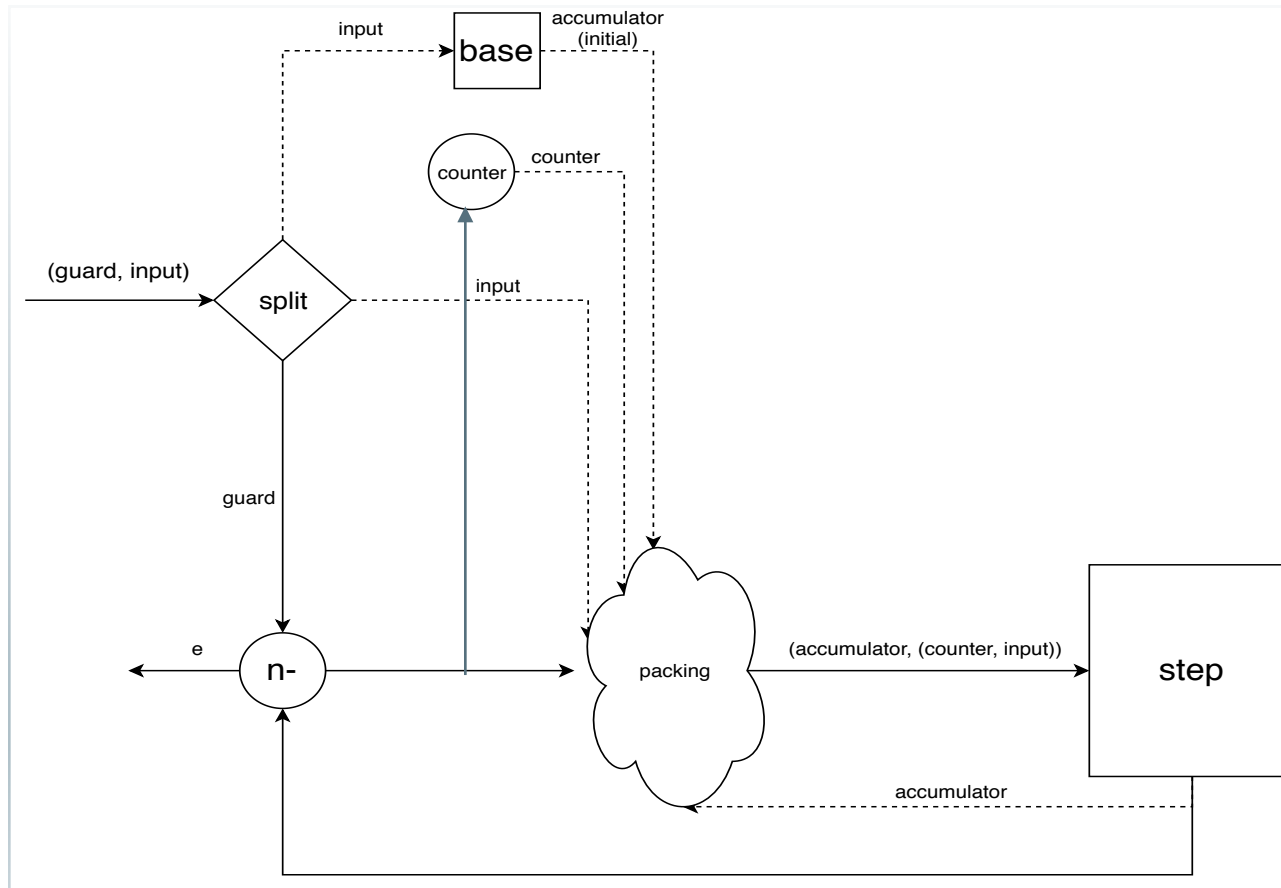 input
base
accumulator
(initial)
counter
counter
(guard, input)
split
input
guard
e
n-
packing
(accumulator, (counter, input))
step
accumulator